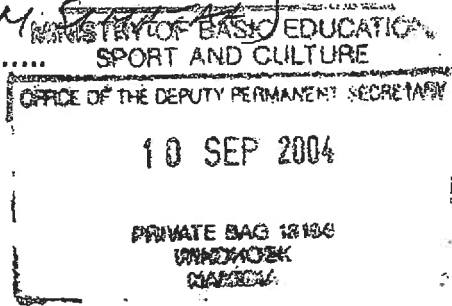 MINISTRY OF BASIC EDUCATION
.....
SPORT AND CULTURE
OFFICE OF THE DEPUTY PERMANENT SECRETARY
10 SEP 2004
PRIVATE BAG
WINDHOEK
NAMIBIA